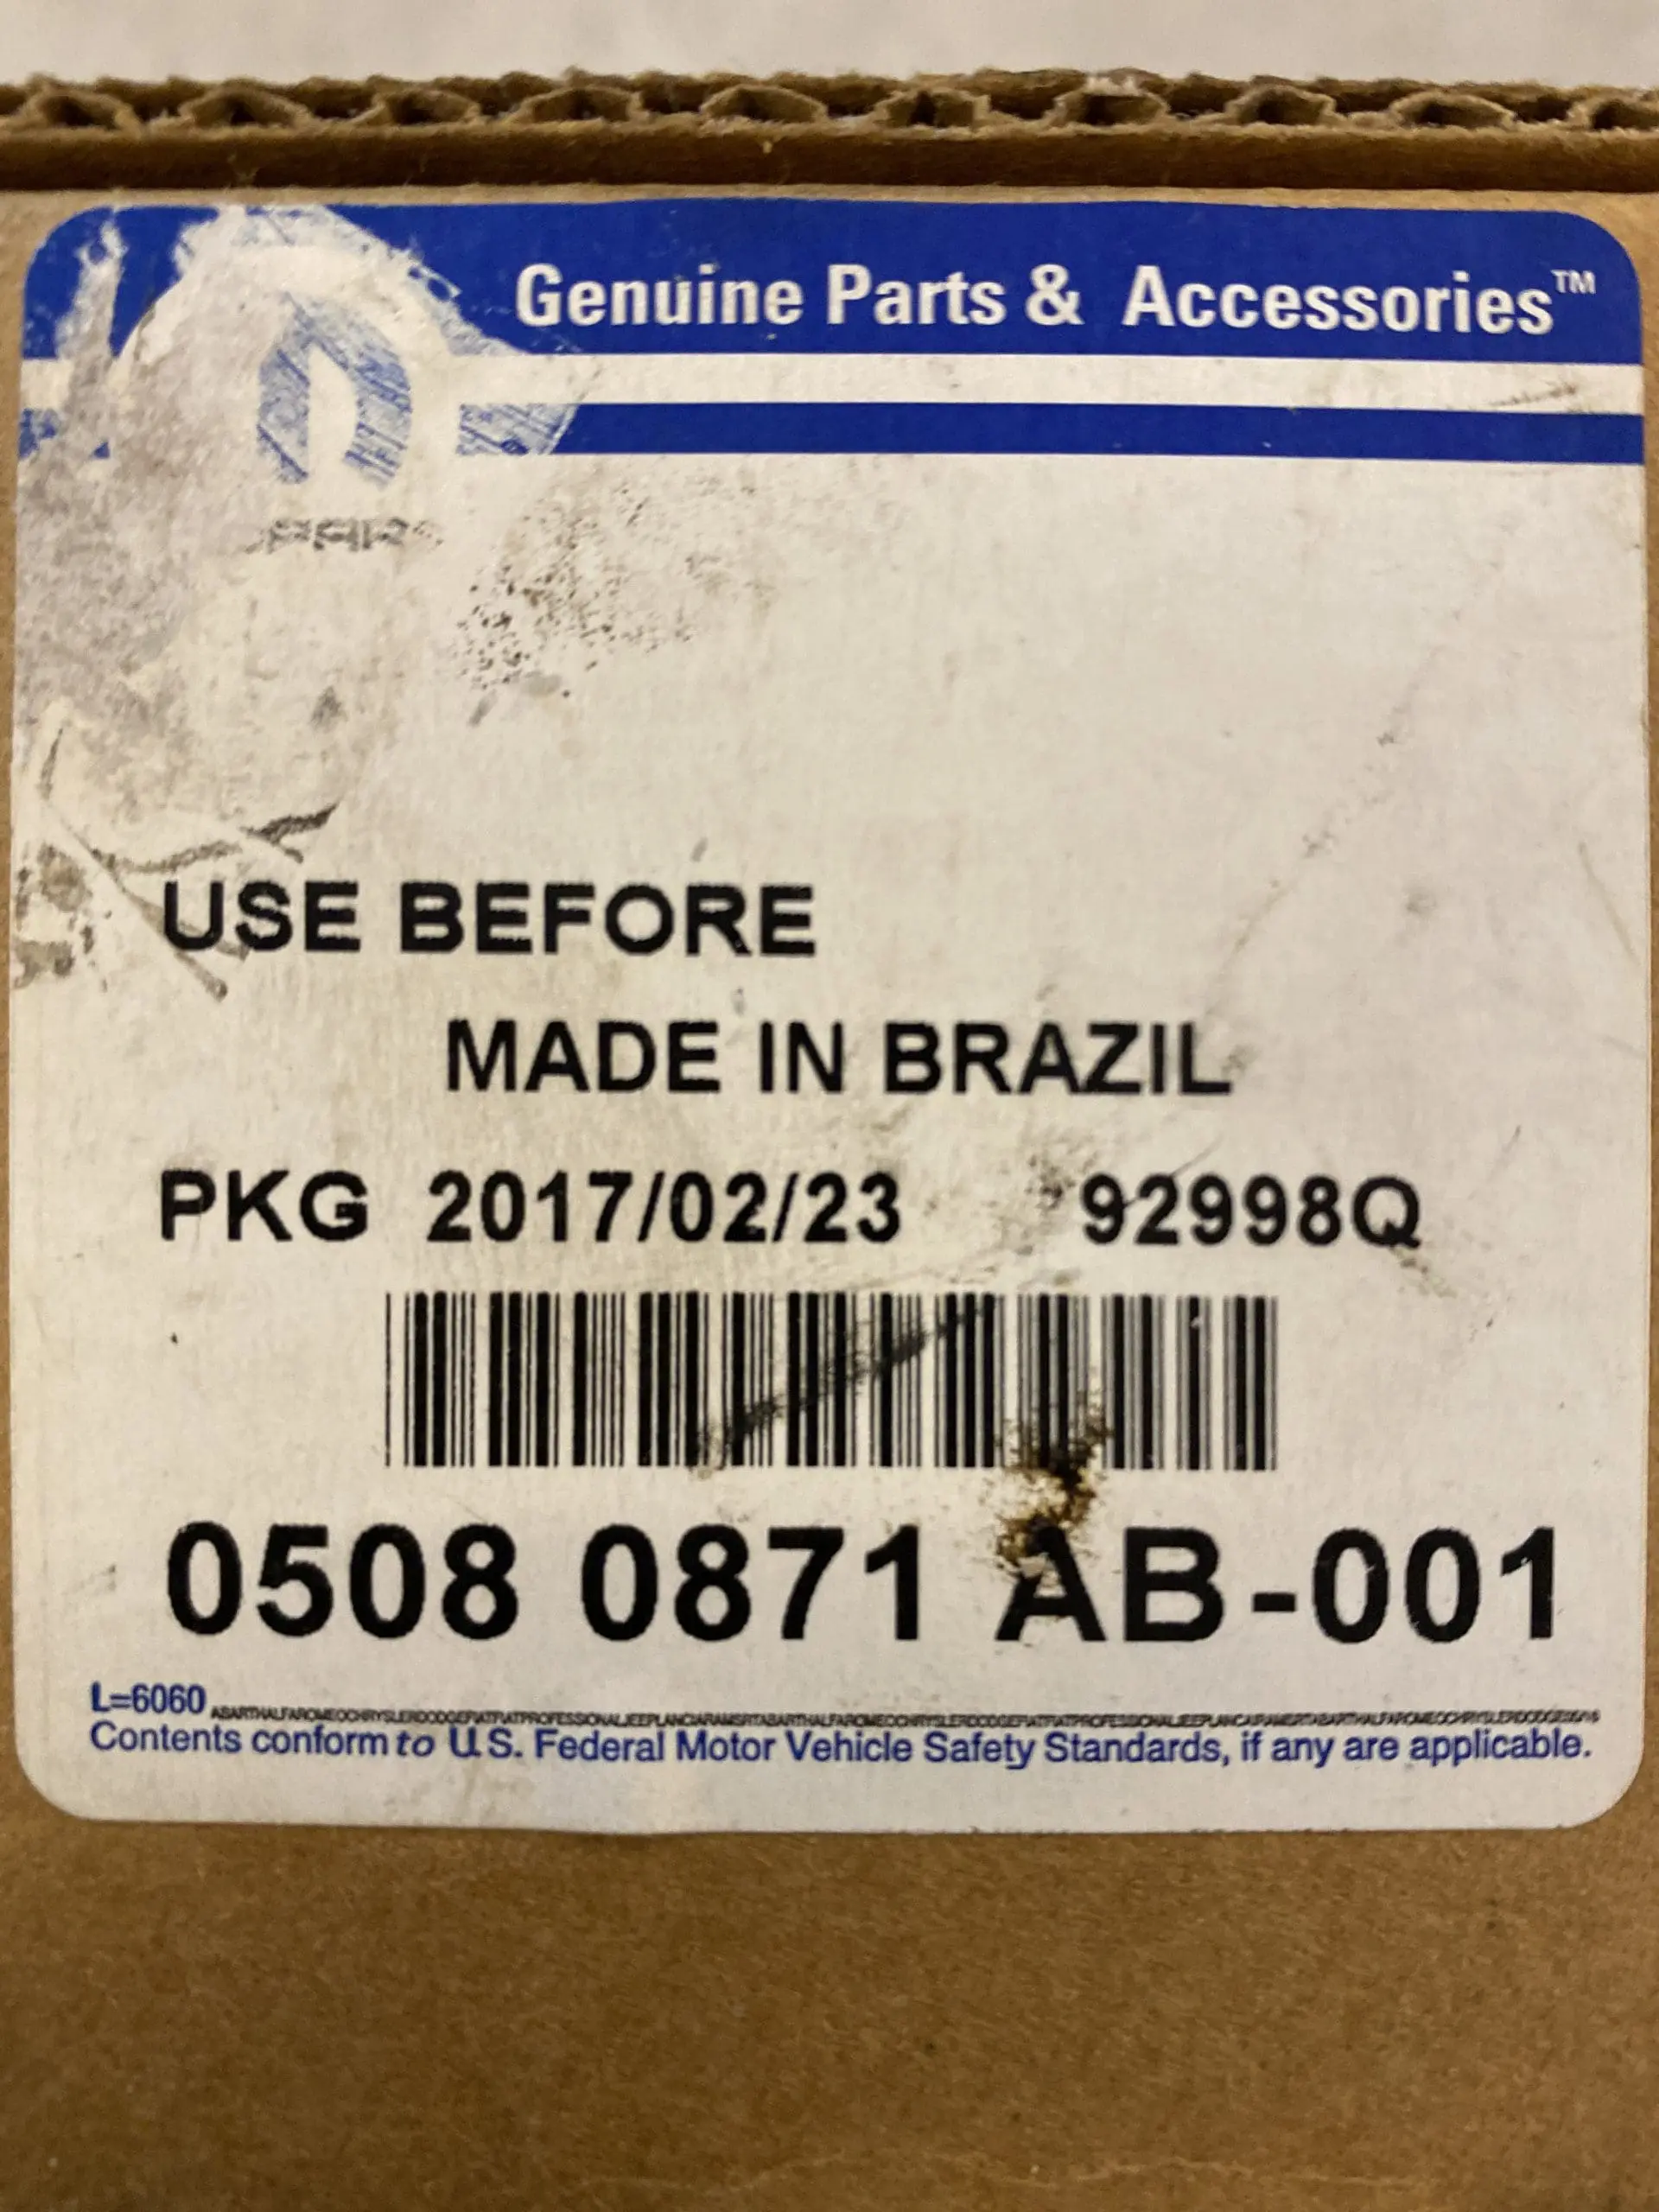 Genuine Parts & Accessories™
USE BEFORE
MADE IN BRAZIL
PKG 2017/02/23 92998Q
0508 0871 AB-001
L=6060
Contents conform to U.S. Federal Motor Vehicle Safety Standards, if any are applicable.